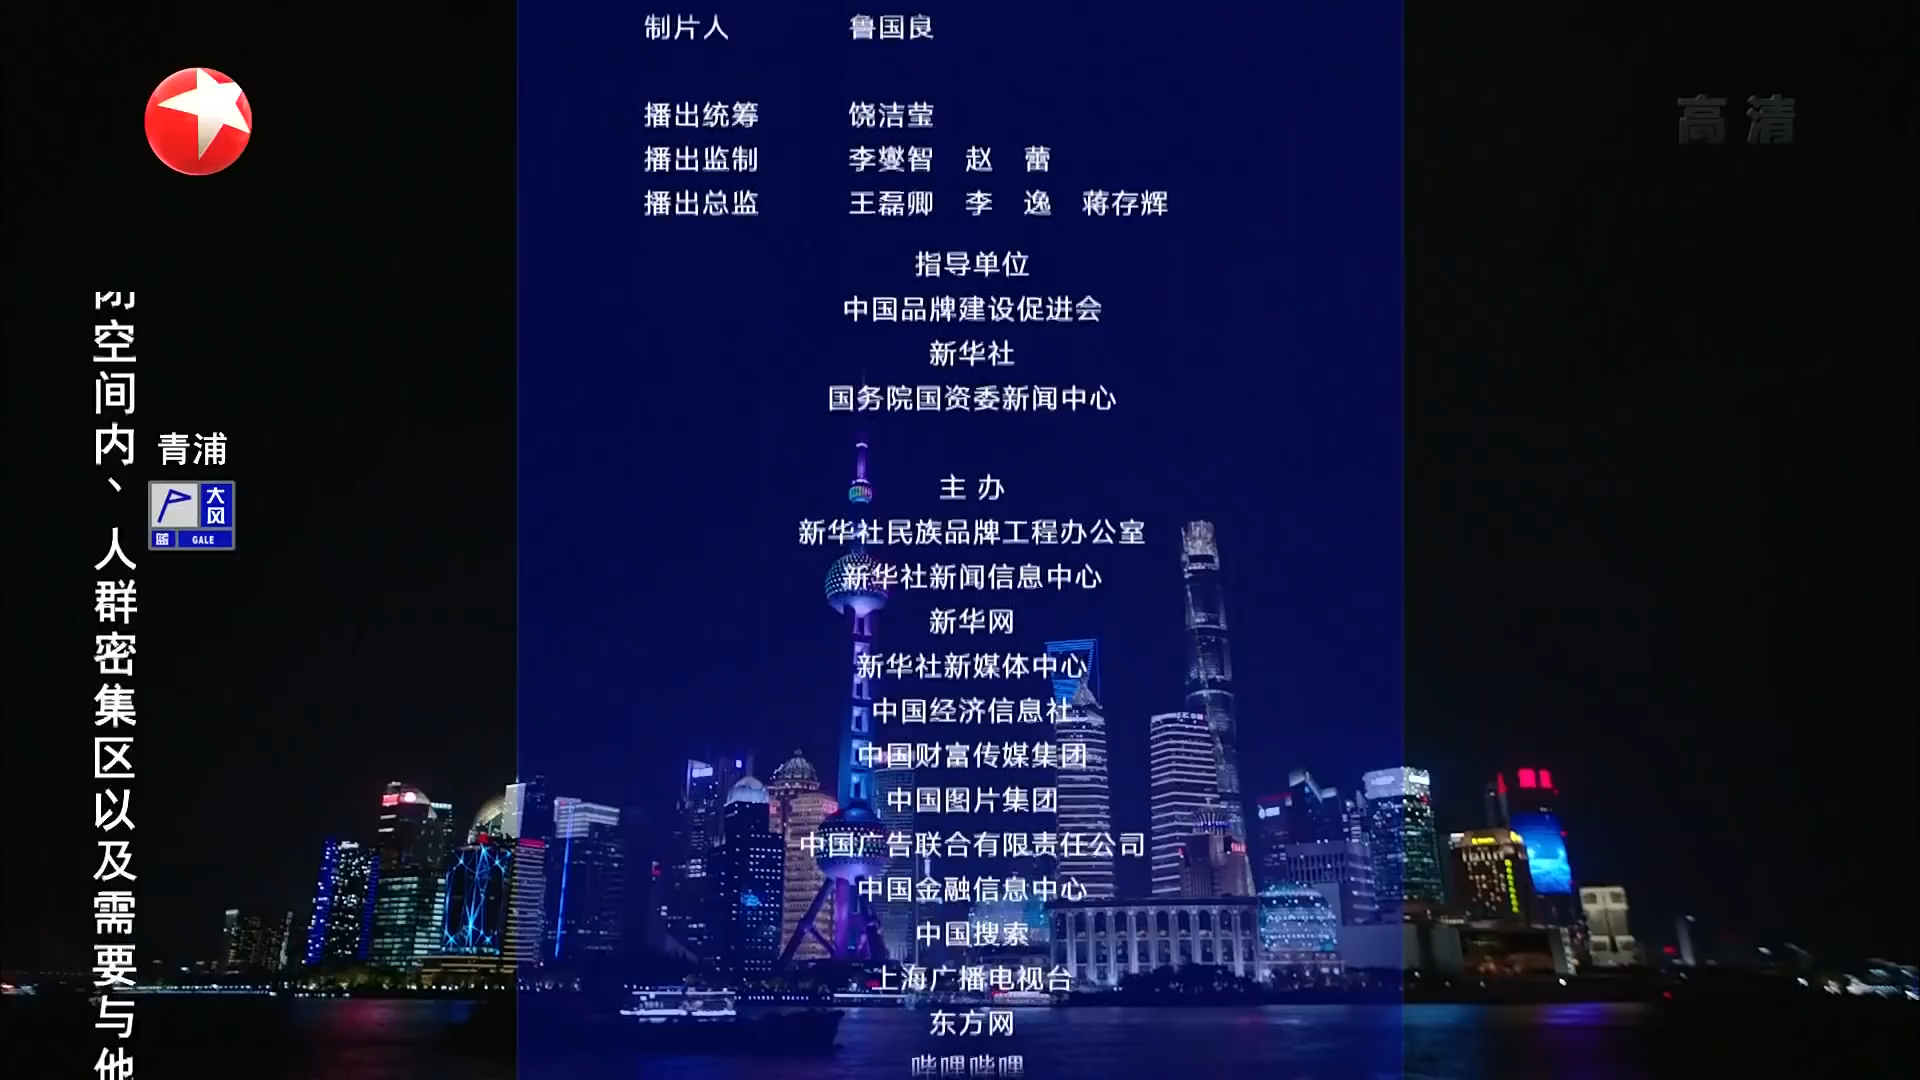 制片人 鲁国良
高清
播出统筹 饶洁莹
播出监制 李燮智 赵 蕾
播出总监 王磊卿 李 逸 蒋存辉
指导单位
中国品牌建设促进会
新华社
国务院国资委新闻中心
主 办
新华社民族品牌工程办公室
新华社新闻信息中心
新华网
新华社新媒体中心
中国经济信息社
中国财富传媒集团
中国图片集团
中国广告联合有限责任公司
中国金融信息中心
中国搜索
上海广播电视台
东方网
哔哩哔哩
闭空间内、人群密集区以及需要与他
青浦
大风
蓝 GALE